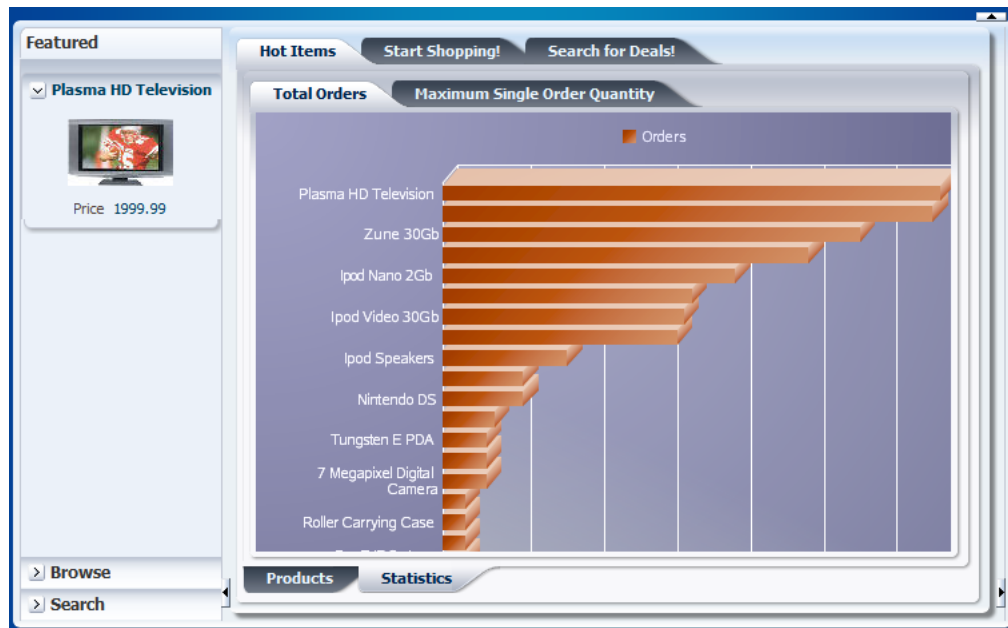 Featured
Plasma HD Television
Price 1999.99
Browse
Search
Hot Items
Start Shopping!
Search for Deals!
Total Orders
Maximum Single Order Quantity
Orders
Plasma HD Television
Zune 30Gb
Ipod Nano 2Gb
Ipod Video 30Gb
Ipod Speakers
Nintendo DS
Tungsten E PDA
7 Megapixel Digital
Camera
Roller Carrying Case
Products
Statistics